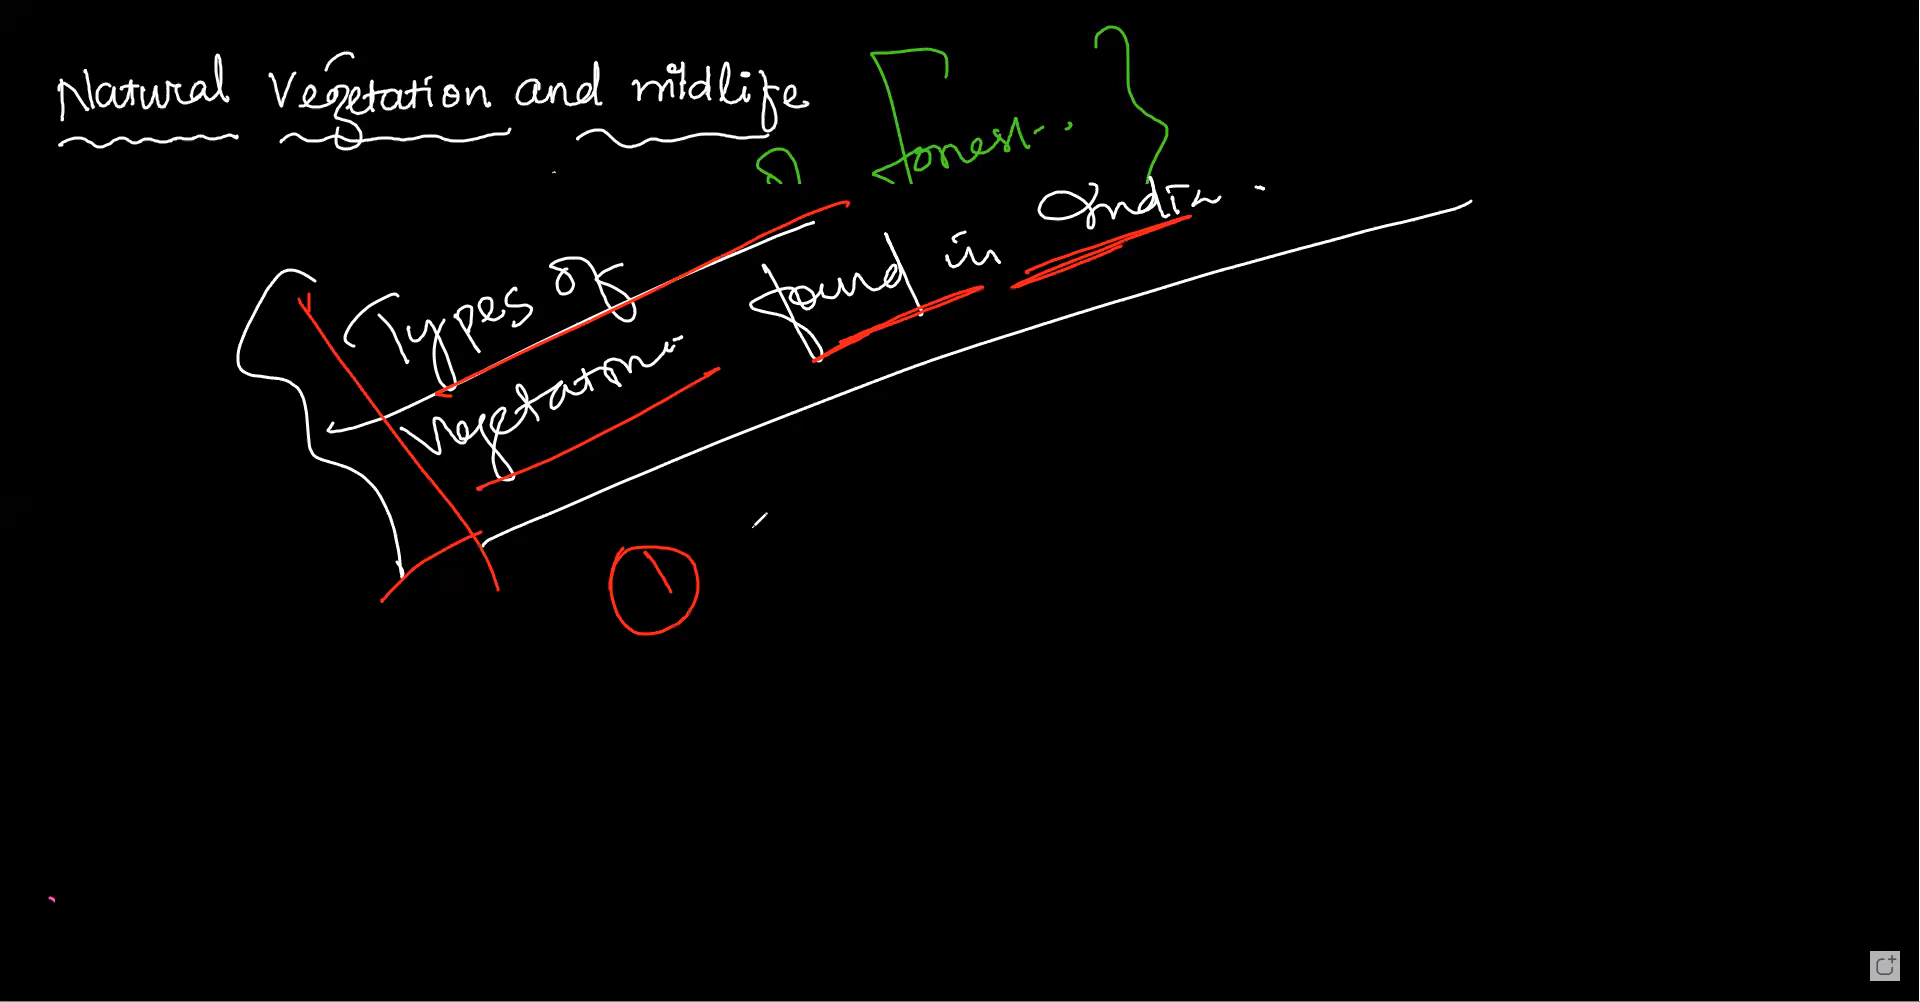 Natural Vegetation and wildlife
forest
Types of
Vegetation found in India
1